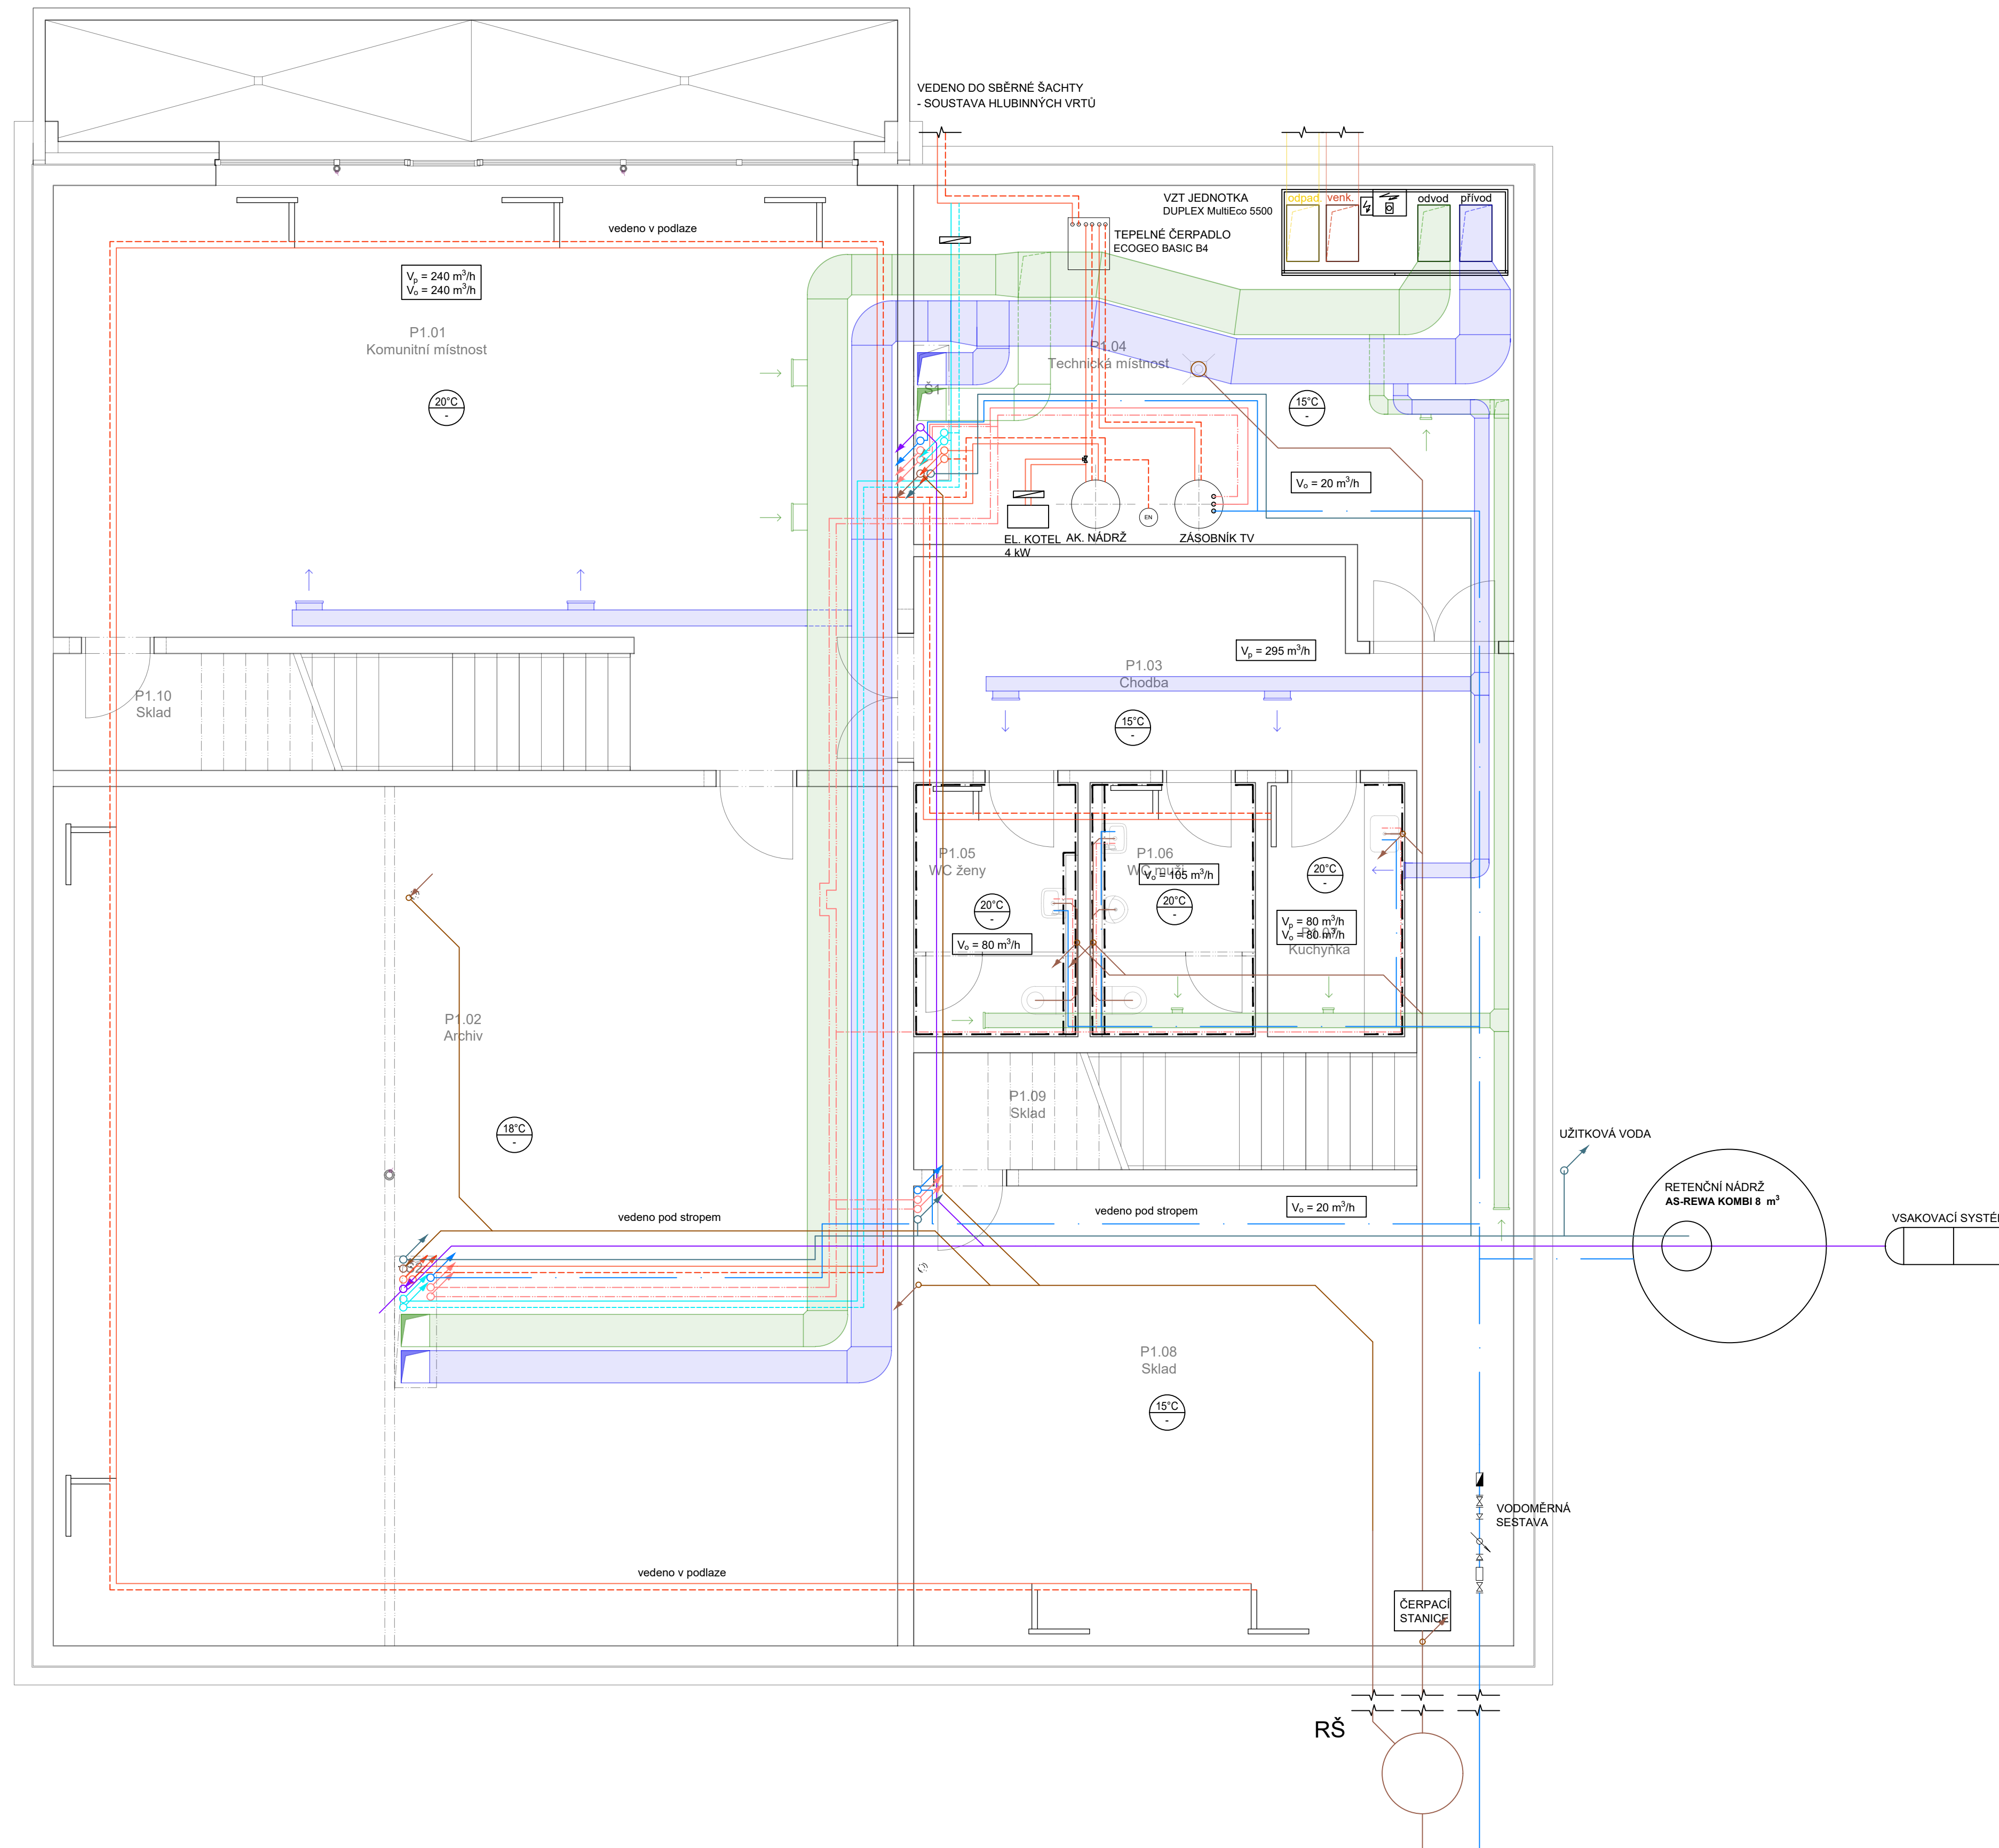 VEDENO DO SBĚRNÉ ŠACHTY
- SOUSTAVA HLUBINNÝCH VRTŮ
VZT JEDNOTKA
DUPLEX MultiEco 5500
odpad.
venk.
odvod
přívod
TEPELNÉ ČERPADLO
ECOGEO BASIC B4
vedeno v podlaze
Vp = 240 m³/h
Vo = 240 m³/h
P1.01
Komunitní místnost
20°C
-
P1.04
Technická místnost
Š1
15°C
-
Vo = 20 m³/h
EN
EL. KOTEL
4 kW
AK. NÁDRŽ
ZÁSOBNÍK TV
P1.10
Sklad
Vp = 295 m³/h
P1.03
Chodba
15°C
-
P1.05
WC ženy
20°C
-
Vo = 80 m³/h
P1.06
WC muži
Vo = 105 m³/h
20°C
-
20°C
-
Vp = 80 m³/h
Vo = 80 m³/h
Kuchyňka
P1.02
Archiv
18°C
-
P1.09
Sklad
UŽITKOVÁ VODA
RETENČNÍ NÁDRŽ
AS-REWA KOMBI 8 m³
VSAKOVACÍ SYSTÉ
vedeno pod stropem
vedeno pod stropem
Vo = 20 m³/h
P1.08
Sklad
15°C
-
VODOMĚRNÁ
SESTAVA
vedeno v podlaze
ČERPACÍ
STANICE
RŠ